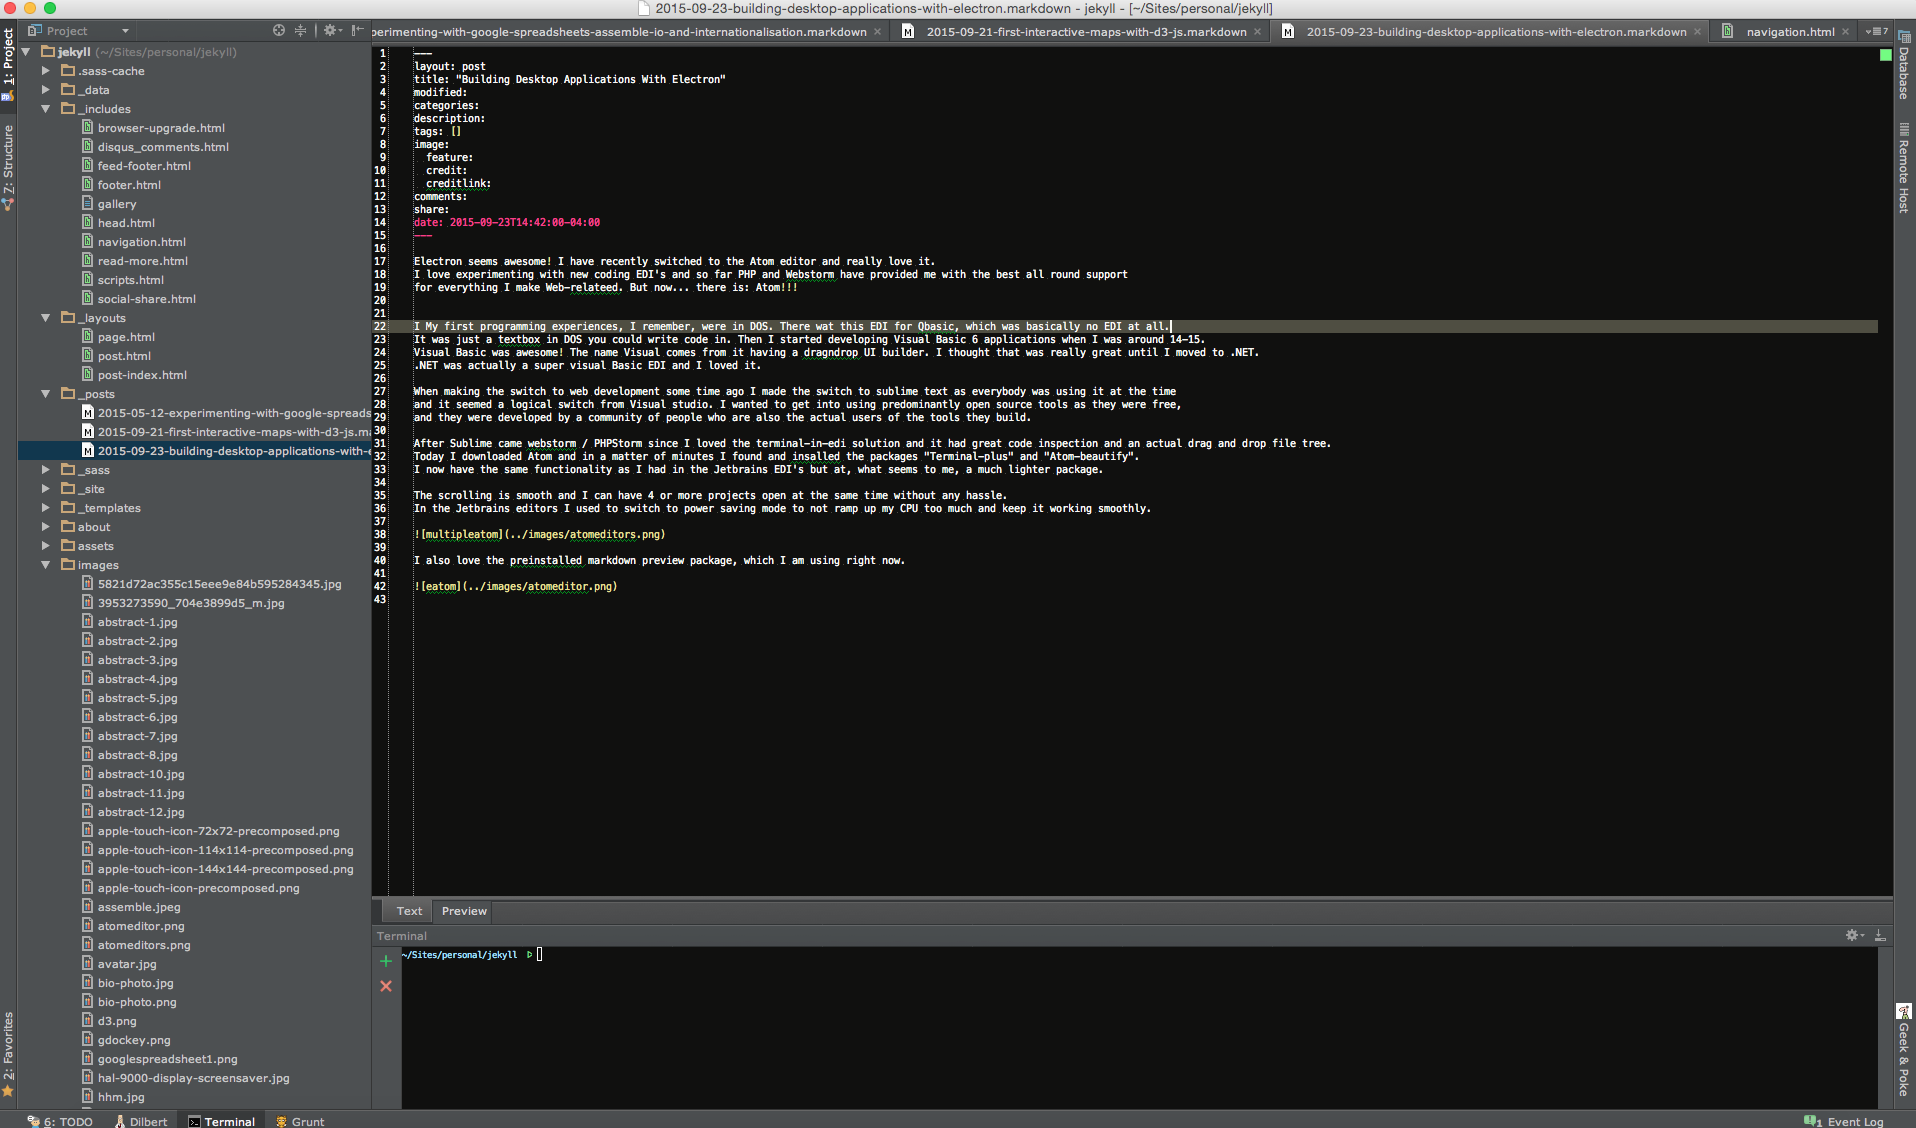 2015-09-23-building-desktop-applications-with-electron.markdown - jekyll - [~/Sites/personal/jekyll]
Project
perimenting-with-google-spreadsheets-assemble-io-and-internationalisation.markdown
2015-09-21-first-interactive-maps-with-d3-js.markdown
2015-09-23-building-desktop-applications-with-electron.markdown
navigation.html
7
1: Project
Z: Structure
2: Favorites
Database
Remote Host
Geek & Poke
jekyll (~/Sites/personal/jekyll)
.sass-cache
_data
_includes
browser-upgrade.html
disqus_comments.html
feed-footer.html
footer.html
gallery
head.html
navigation.html
read-more.html
scripts.html
social-share.html
_layouts
page.html
post.html
post-index.html
_posts
2015-05-12-experimenting-with-google-spreads
2015-09-21-first-interactive-maps-with-d3-js.ma
2015-09-23-building-desktop-applications-with-e
_sass
_site
_templates
about
assets
images
5821d72ac355c15eee9e84b595284345.jpg
3953273590_704e3899d5_m.jpg
abstract-1.jpg
abstract-2.jpg
abstract-3.jpg
abstract-4.jpg
abstract-5.jpg
abstract-6.jpg
abstract-7.jpg
abstract-8.jpg
abstract-10.jpg
abstract-11.jpg
abstract-12.jpg
apple-touch-icon-72x72-precomposed.png
apple-touch-icon-114x114-precomposed.png
apple-touch-icon-144x144-precomposed.png
apple-touch-icon-precomposed.png
assemble.jpeg
atomeditor.png
atomeditors.png
avatar.jpg
bio-photo.jpg
bio-photo.png
d3.png
gdockey.png
googlespreadsheet1.png
hal-9000-display-screensaver.jpg
hhm.jpg
1 ---
2 layout: post
3 title: "Building Desktop Applications With Electron"
4 modified:
5 categories:
6 description:
7 tags: []
8 image:
9 feature:
10 credit:
11 creditlink:
12 comments:
13 share:
14 date: 2015-09-23T14:42:00-04:00
15 ---
16
17 Electron seems awesome! I have recently switched to the Atom editor and really love it.
18 I love experimenting with new coding EDI's and so far PHP and Webstorm have provided me with the best all round support
19 for everything I make Web-relateed. But now... there is: Atom!!!
20
21
22 I My first programming experiences, I remember, were in DOS. There wat this EDI for Qbasic, which was basically no EDI at all.
23 It was just a textbox in DOS you could write code in. Then I started developing Visual Basic 6 applications when I was around 14-15.
24 Visual Basic was awesome! The name Visual comes from it having a dragndrop UI builder. I thought that was really great until I moved to .NET.
25 .NET was actually a super visual Basic EDI and I loved it.
26
27 When making the switch to web development some time ago I made the switch to sublime text as everybody was using it at the time
28 and it seemed a logical switch from Visual studio. I wanted to get into using predominantly open source tools as they were free,
29 and they were developed by a community of people who are also the actual users of the tools they build.
30
31 After Sublime came webstorm / PHPStorm since I loved the terminal-in-edi solution and it had great code inspection and an actual drag and drop file tree.
32 Today I downloaded Atom and in a matter of minutes I found and insalled the packages "Terminal-plus" and "Atom-beautify".
33 I now have the same functionality as I had in the Jetbrains EDI's but at, what seems to me, a much lighter package.
34
35 The scrolling is smooth and I can have 4 or more projects open at the same time without any hassle.
36 In the Jetbrains editors I used to switch to power saving mode to not ramp up my CPU too much and keep it working smoothly.
37
38 ![multipleatom](../images/atomeditors.png)
39
40 I also love the preinstalled markdown preview package, which I am using right now.
41
42 ![eatom](../images/atomeditor.png)
43
Text Preview
Terminal
~/Sites/personal/jekyll
6: TODO Dilbert Terminal Grunt
1 Event Log